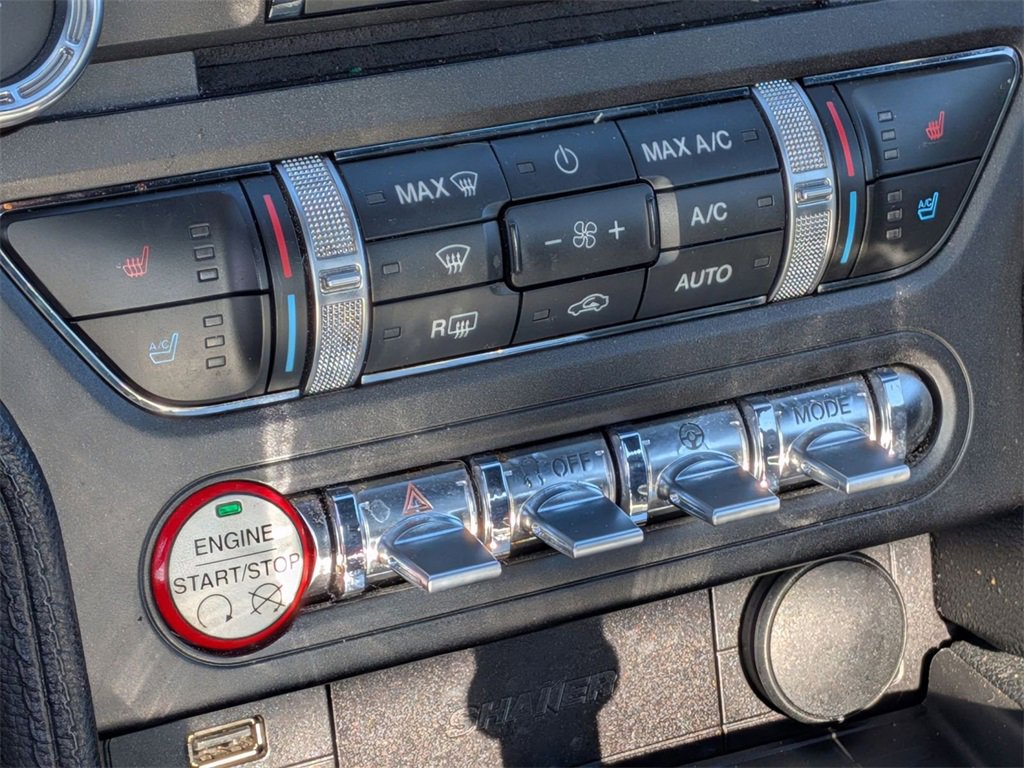 MAX
MAX A/C
− +
A/C
A/C
A/C
R
AUTO
OFF
MODE
ENGINE
START/STOP
SHAKER